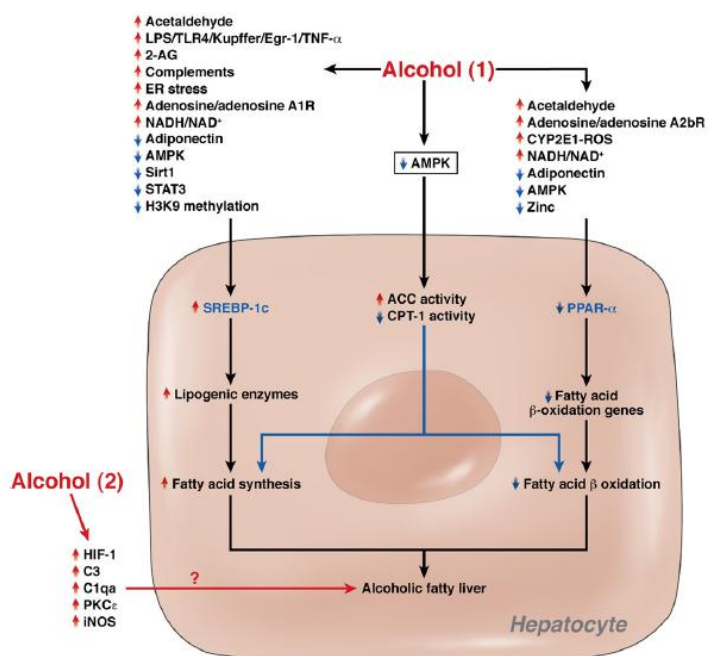 Acetaldehyde
LPS/TLR4/Kupffer/Egr-1/TNF-α
2-AG
Complements
ER stress
Adenosine/adenosine A1R
NADH/NAD⁺
Adiponectin
AMPK
Sirt1
STAT3
H3K9 methylation
Alcohol (1)
AMPK
Acetaldehyde
Adenosine/adenosine A2bR
CYP2E1-ROS
NADH/NAD⁺
Adiponectin
AMPK
Zinc
SREBP-1c
ACC activity
CPT-1 activity
PPAR-α
Lipogenic enzymes
Fatty acid
β-oxidation genes
Fatty acid synthesis
Fatty acid β oxidation
Alcohol (2)
HIF-1
C3
C1qa
PKCε
iNOS
?
Alcoholic fatty liver
Hepatocyte